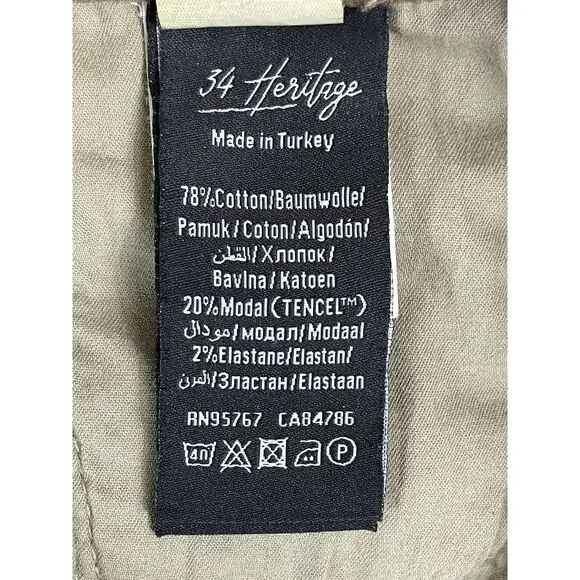 34 Heritage
Made in Turkey
78%Cotton/Baumwolle/
Pamuk/Coton/Algodón/
القطن/Хлопок/
Bavlna/Katoen
20%Modal(TENCEL™)
مودال/модал/Modaal
2%Elastane/Elastan/
المرن/Эластан/Elastaan
RN95767 CA84786
40 P